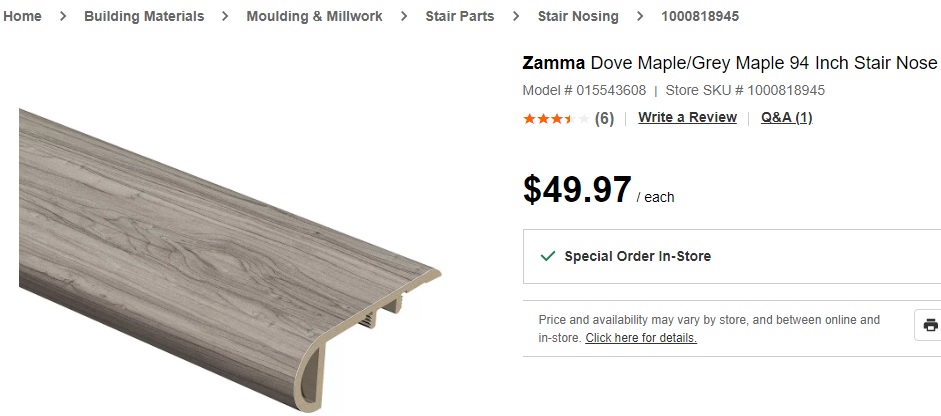 Home > Building Materials > Moulding & Millwork > Stair Parts > Stair Nosing > 1000818945
Zamma Dove Maple/Grey Maple 94 Inch Stair Nose
Model # 015543608 | Store SKU # 1000818945
(6) | Write a Review | Q&A (1)
$49.97 / each
Special Order In-Store
Price and availability may vary by store, and between online and
in-store. Click here for details.